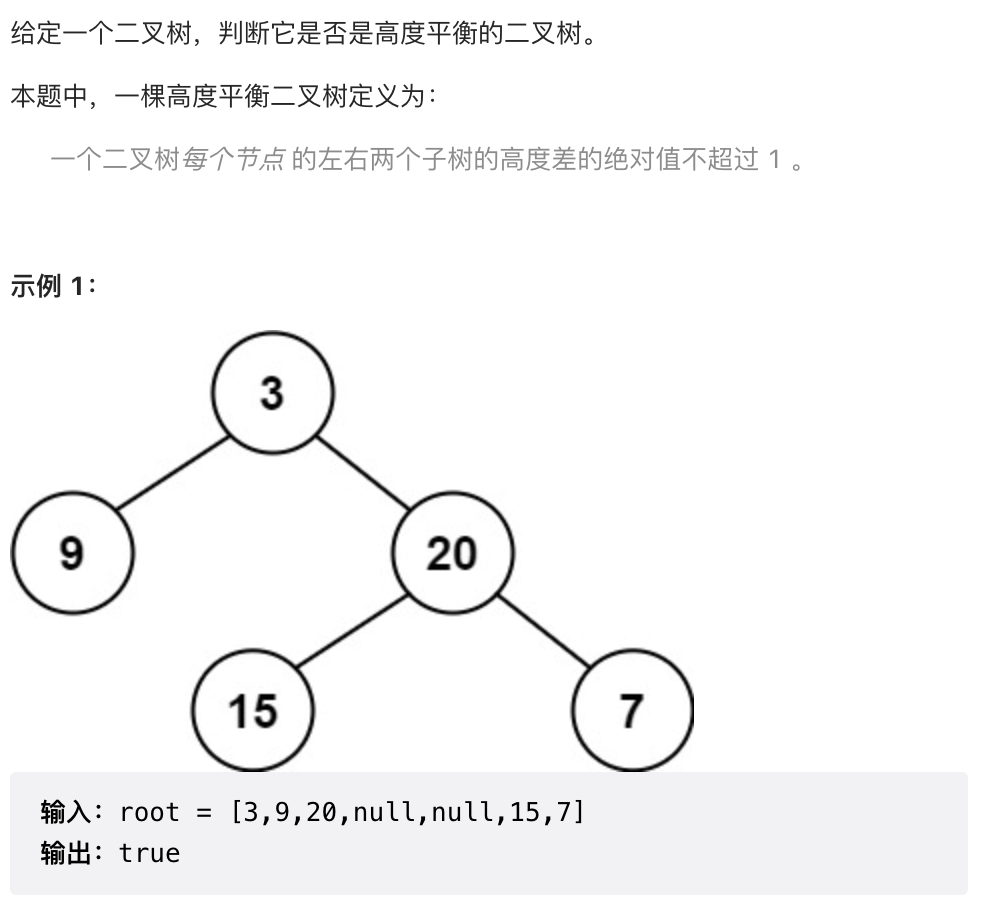 给定一个二叉树，判断它是否是高度平衡的二叉树。
本题中，一棵高度平衡二叉树定义为：
一个二叉树每个节点 的左右两个子树的高度差的绝对值不超过 1 。
示例 1：
3
9
20
15
7
输入：root = [3,9,20,null,null,15,7]
输出：true